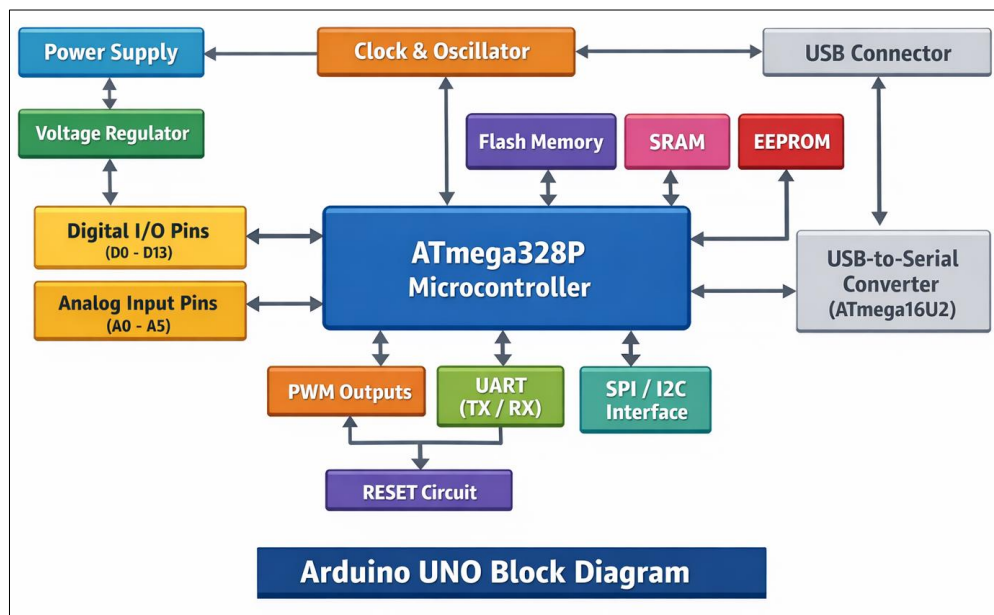 Power Supply
Clock & Oscillator
USB Connector
Voltage Regulator
Flash Memory
SRAM
EEPROM
Digital I/O Pins
(D0 - D13)
ATmega328P
Microcontroller
USB-to-Serial
Converter
(ATmega16U2)
Analog Input Pins
(A0 - A5)
PWM Outputs
UART
(TX / RX)
SPI / I2C
Interface
RESET Circuit
Arduino UNO Block Diagram